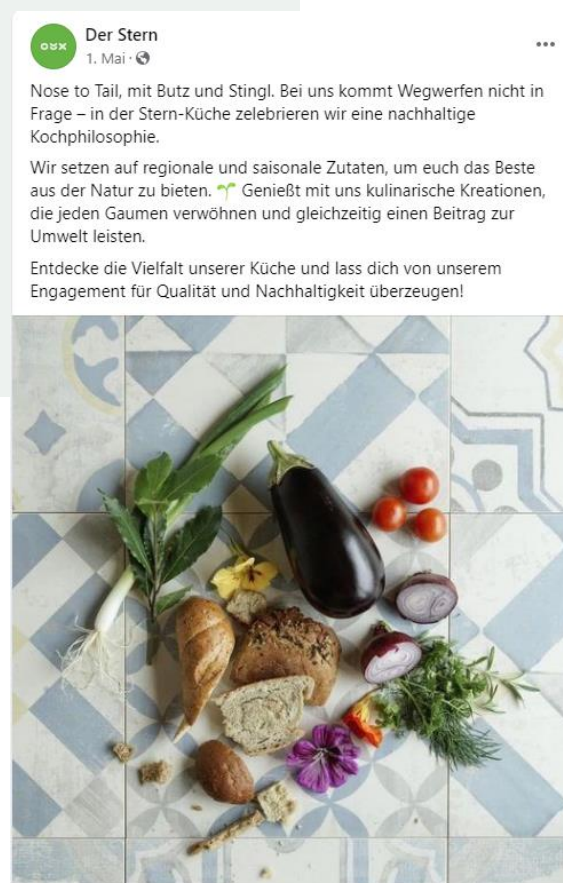 OUX
Der Stern
1. Mai ·
Nose to Tail, mit Butz und Stingl. Bei uns kommt Wegwerfen nicht in
Frage – in der Stern-Küche zelebrieren wir eine nachhaltige
Kochphilosophie.
Wir setzen auf regionale und saisonale Zutaten, um euch das Beste
aus der Natur zu bieten. 🌱 Genießt mit uns kulinarische Kreationen,
die jeden Gaumen verwöhnen und gleichzeitig einen Beitrag zur
Umwelt leisten.
Entdecke die Vielfalt unserer Küche und lass dich von unserem
Engagement für Qualität und Nachhaltigkeit überzeugen!